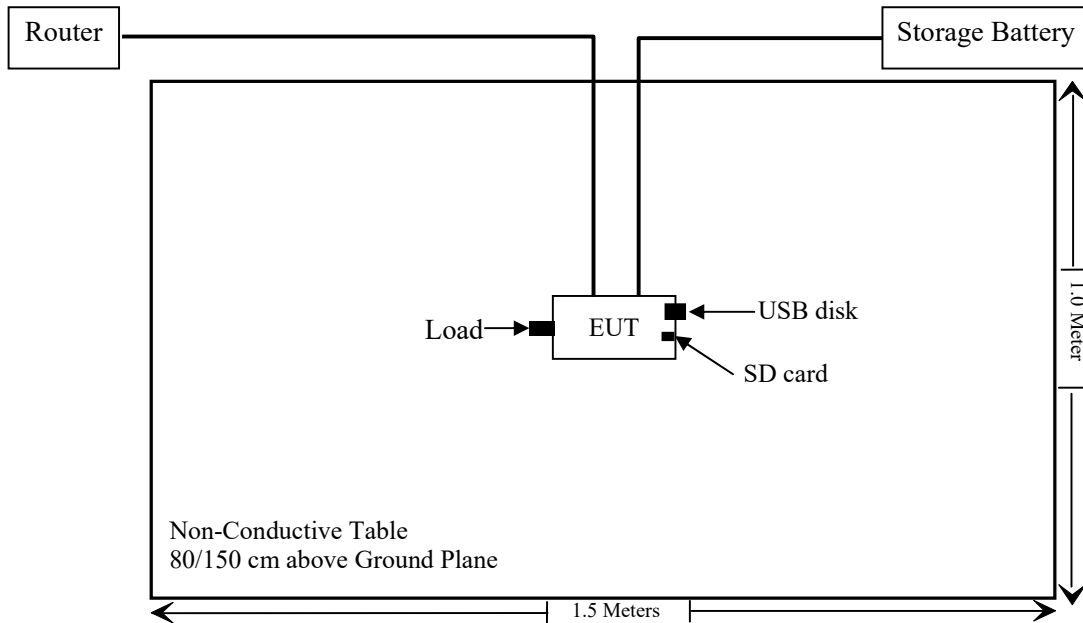 Router
Storage Battery
Load
EUT
USB disk
SD card
1.0 Meter
Non-Conductive Table
80/150 cm above Ground Plane
1.5 Meters